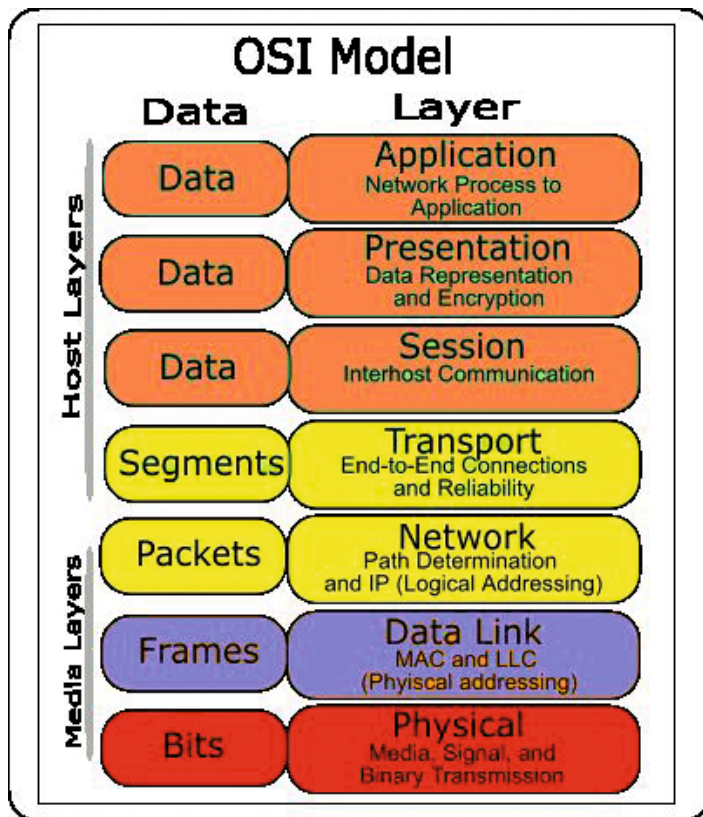 OSI Model
Data Layer
Host Layers
Data
Application
Network Process to
Application
Data
Presentation
Data Representation
and Encryption
Data
Session
Interhost Communication
Segments
Transport
End-to-End Connections
and Reliability
Media Layers
Packets
Network
Path Determination
and IP (Logical Addressing)
Frames
Data Link
MAC and LLC
(Phyiscal addressing)
Bits
Physical
Media, Signal, and
Binary Transmission